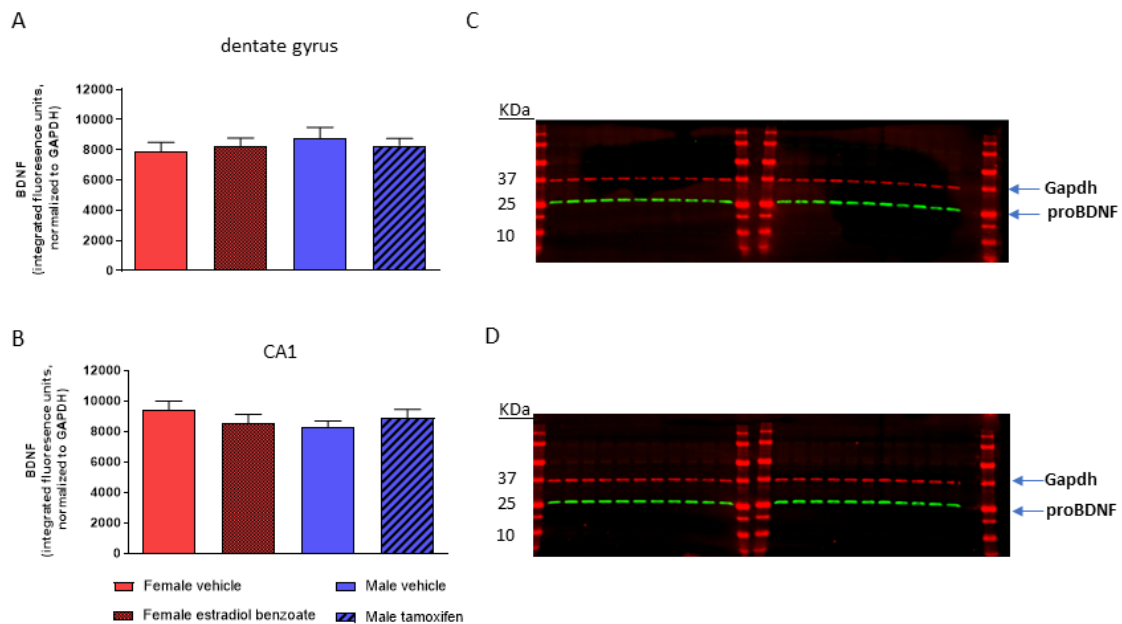 A
dentate gyrus
BDNF
(integrated fluoresence units,
normalized to GAPDH)
12000
10000
8000
6000
4000
2000
0
C
KDa
37
25
10
Gapdh
proBDNF
B
CA1
BDNF
(integrated fluoresence units,
normalized to GAPDH)
12000
10000
8000
6000
4000
2000
0
D
KDa
37
25
10
Gapdh
proBDNF
Female vehicle
Male vehicle
Female estradiol benzoate
Male tamoxifen